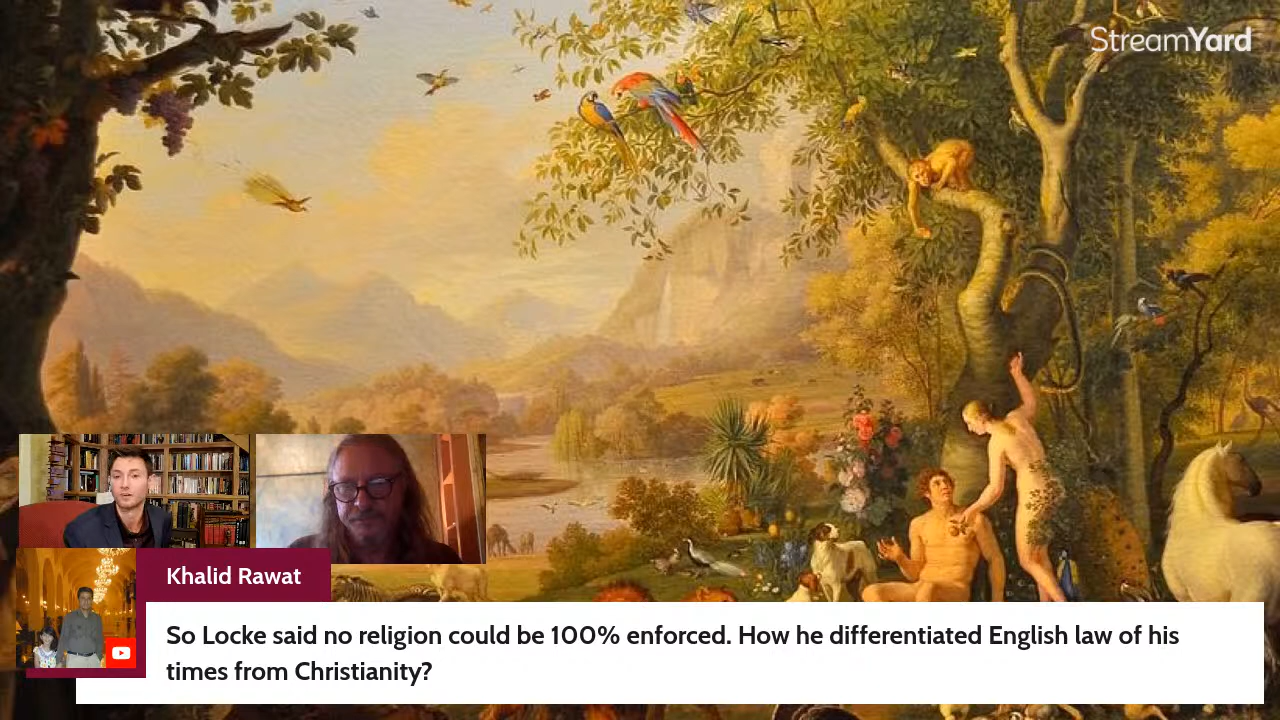 StreamYard
Khalid Rawat
So Locke said no religion could be 100% enforced. How he differentiated English law of his
times from Christianity?